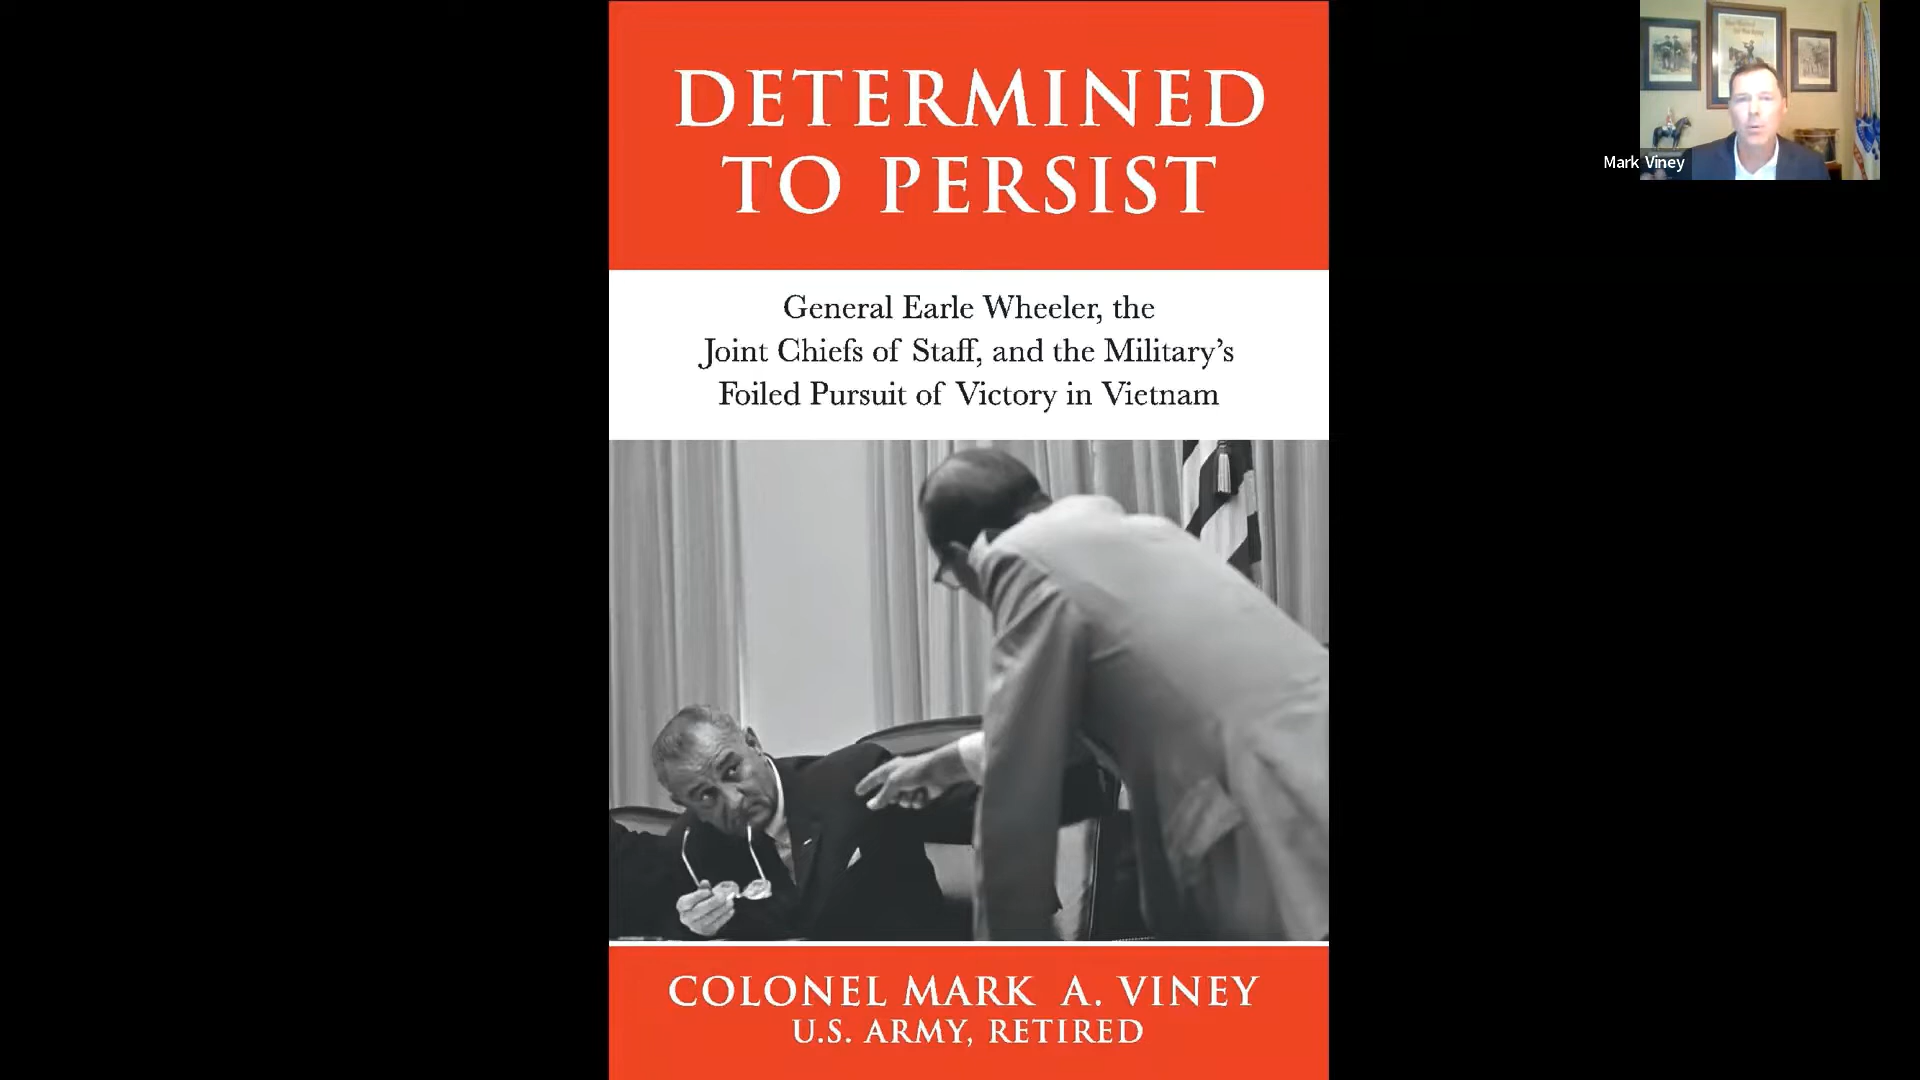 DETERMINED
TO PERSIST
General Earle Wheeler, the
Joint Chiefs of Staff, and the Military’s
Foiled Pursuit of Victory in Vietnam
COLONEL MARK A. VINEY
U.S. ARMY, RETIRED
Mark Viney